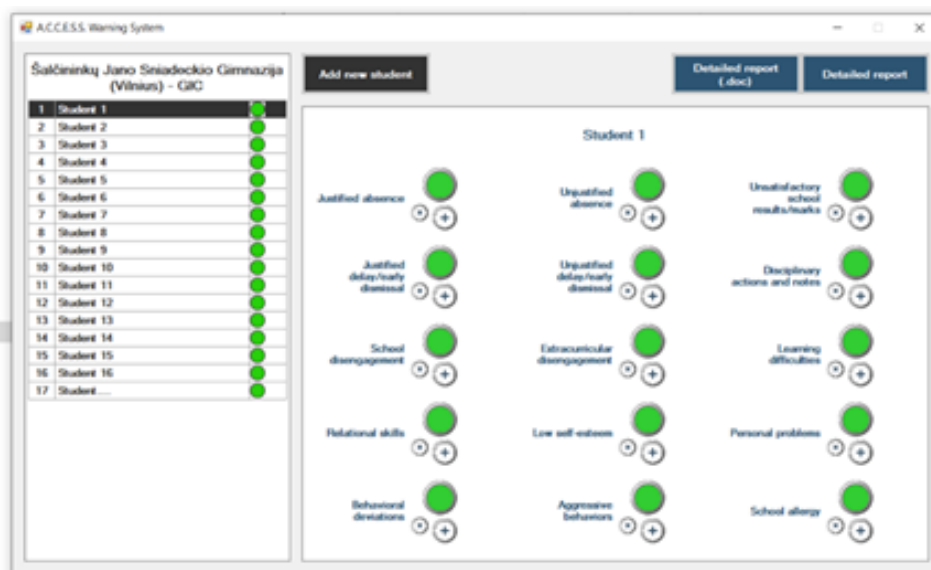 A.C.C.E.S.S. Warning System
Šalčininkų Jano Sniadeckio Gimnazija
(Vilnius) - GIC
1 Student 1
2 Student 2
3 Student 3
4 Student 4
5 Student 5
6 Student 6
7 Student 7
8 Student 8
9 Student 9
10 Student 10
11 Student 11
12 Student 12
13 Student 13
14 Student 14
15 Student 15
16 Student 16
17 Student....
Add new student
Detailed report
(.doc)
Detailed report
Student 1
Justified absence
Unjustified
absence
Unsatisfactory
school
results/marks
Justified
delay/early
dismissal
Unjustified
delay/early
dismissal
Disciplinary
actions and notes
School
disengagement
Extracurricular
disengagement
Learning
difficulties
Relational skills
Low self-esteem
Personal problems
Behavioral
deviations
Aggressive
behaviors
School allergy